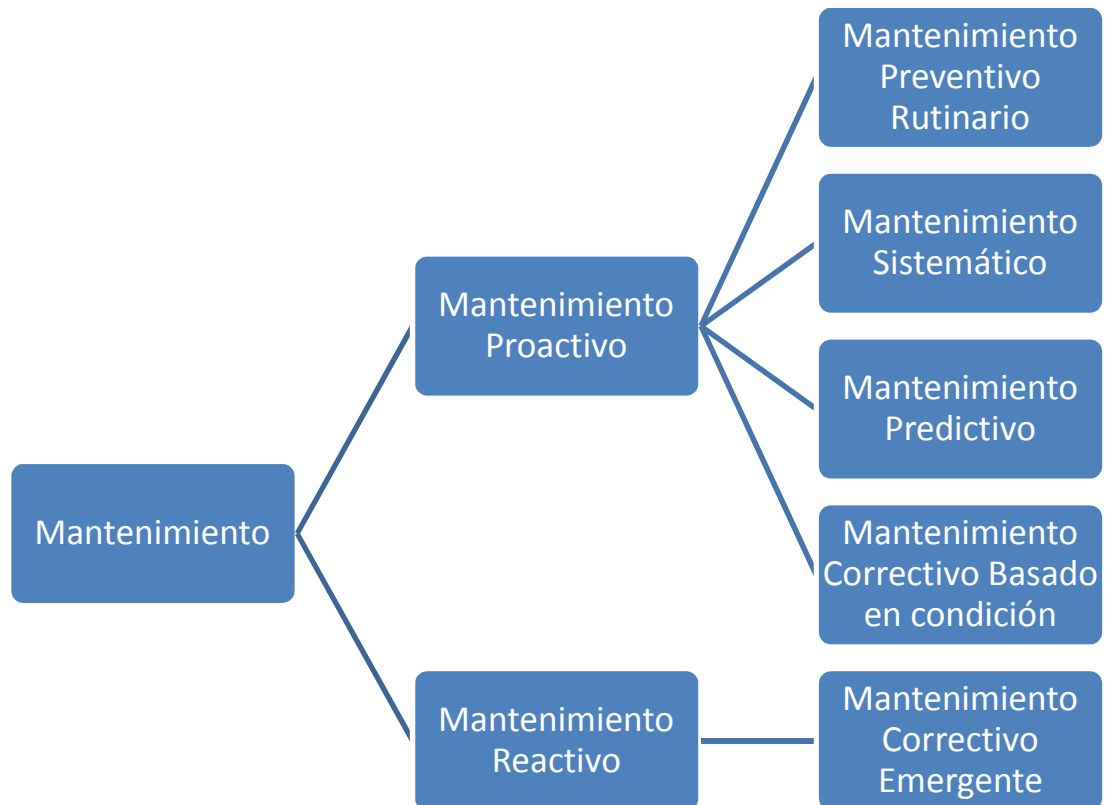 Mantenimiento
Mantenimiento
Proactivo
Mantenimiento
Preventivo
Rutinario
Mantenimiento
Sistemático
Mantenimiento
Predictivo
Mantenimiento
Correctivo Basado
en condición
Mantenimiento
Reactivo
Mantenimiento
Correctivo
Emergente